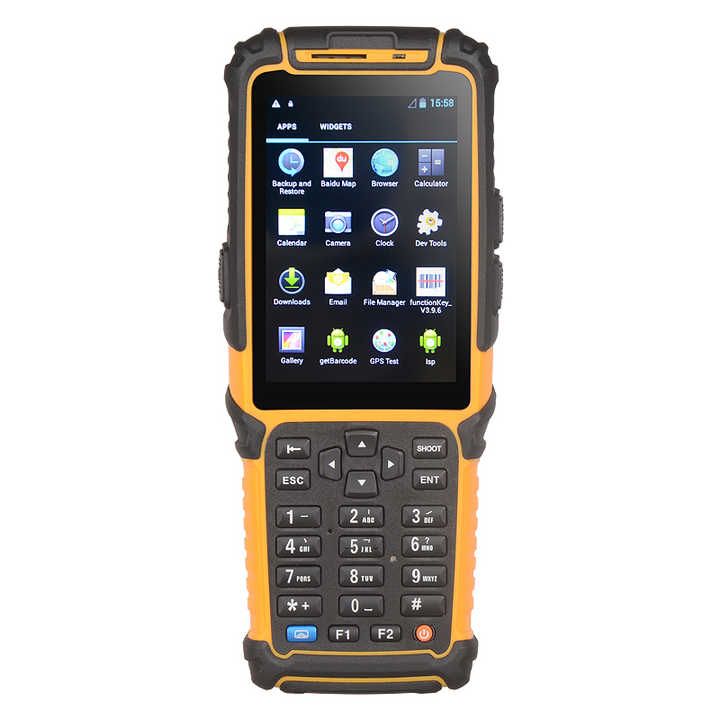 15:58
APPS WIDGETS
du
Backup and Restore Baidu Map Browser Calculator
Calendar Camera Clock Dev Tools
Downloads Email File Manager functionKey_V3.9.6
Gallery getBarcode GPS Test Isp
SHOOT
ESC ENT
1 2 ABC 3 DEF
4 GHI 5 JKL 6 MNO
7 PQRS 8 TUV 9 WXYZ
* + 0 #
F1 F2